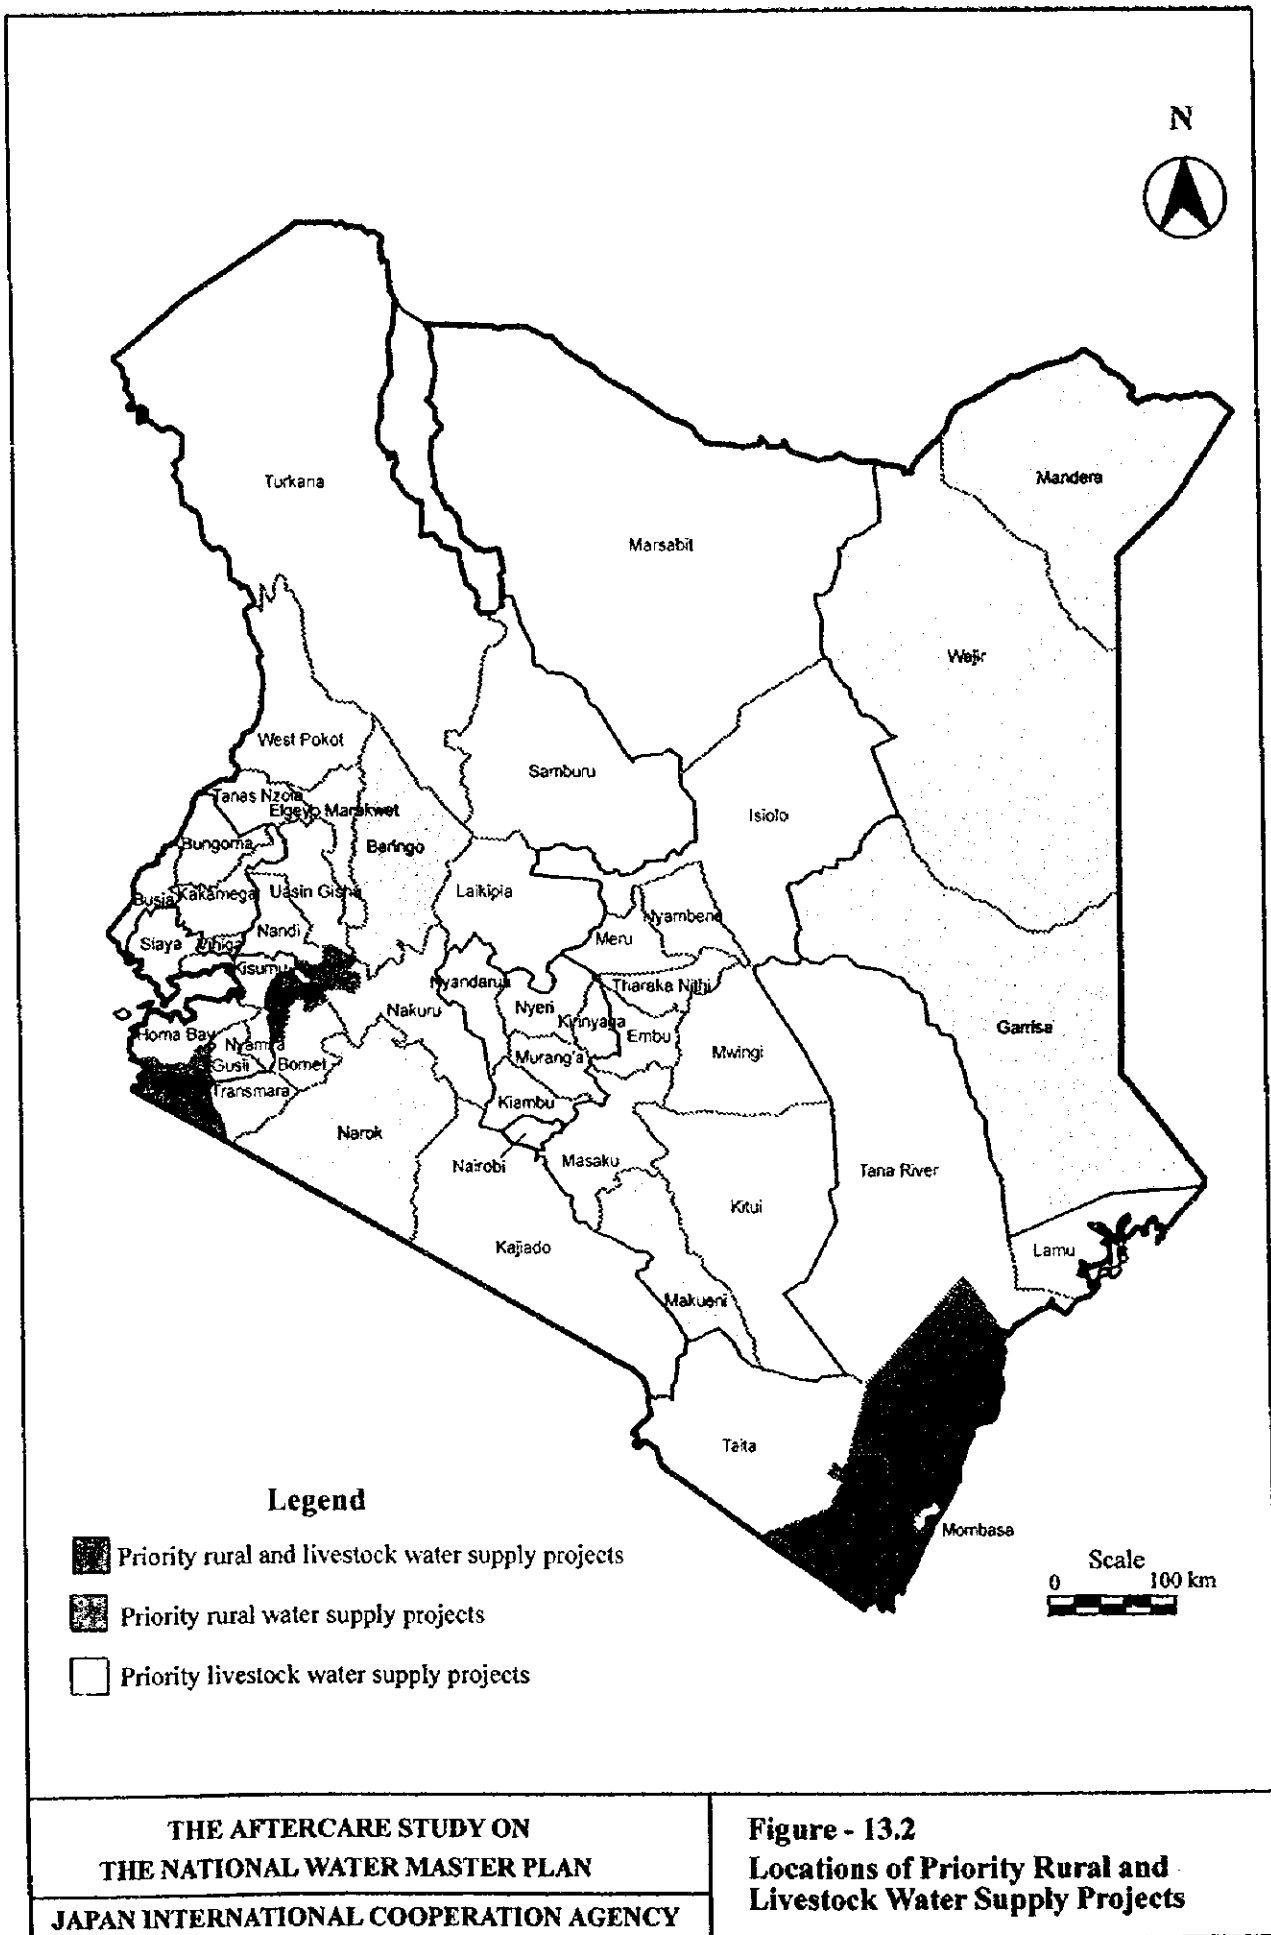 N
Turkana
Mandera
Marsabit
Wajir
West Pokot
Samburu
Tanas Nzoia
Elgeyo Marakwet
Isiolo
Bungoma
Baringo
Busia
Kakamega
Uasin Gishu
Laikipia
Nyambene
Siaya
Vihiga
Nandi
Meru
Kisumu
Nyandarua
Tharaka Nithi
Nakuru
Nyeri
Kirinyaga
Garrisa
Homa Bay
Nyamira
Embu
Mwingi
Gusii
Bomet
Murang'a
Transmara
Kiambu
Narok
Nairobi
Masaku
Tana River
Kitui
Kajiado
Lamu
Makueni
Taita
Mombasa
Legend
Priority rural and livestock water supply projects
Priority rural water supply projects
Priority livestock water supply projects
Scale
0 100 km
THE AFTERCARE STUDY ON
THE NATIONAL WATER MASTER PLAN
JAPAN INTERNATIONAL COOPERATION AGENCY
Figure - 13.2
Locations of Priority Rural and
Livestock Water Supply Projects